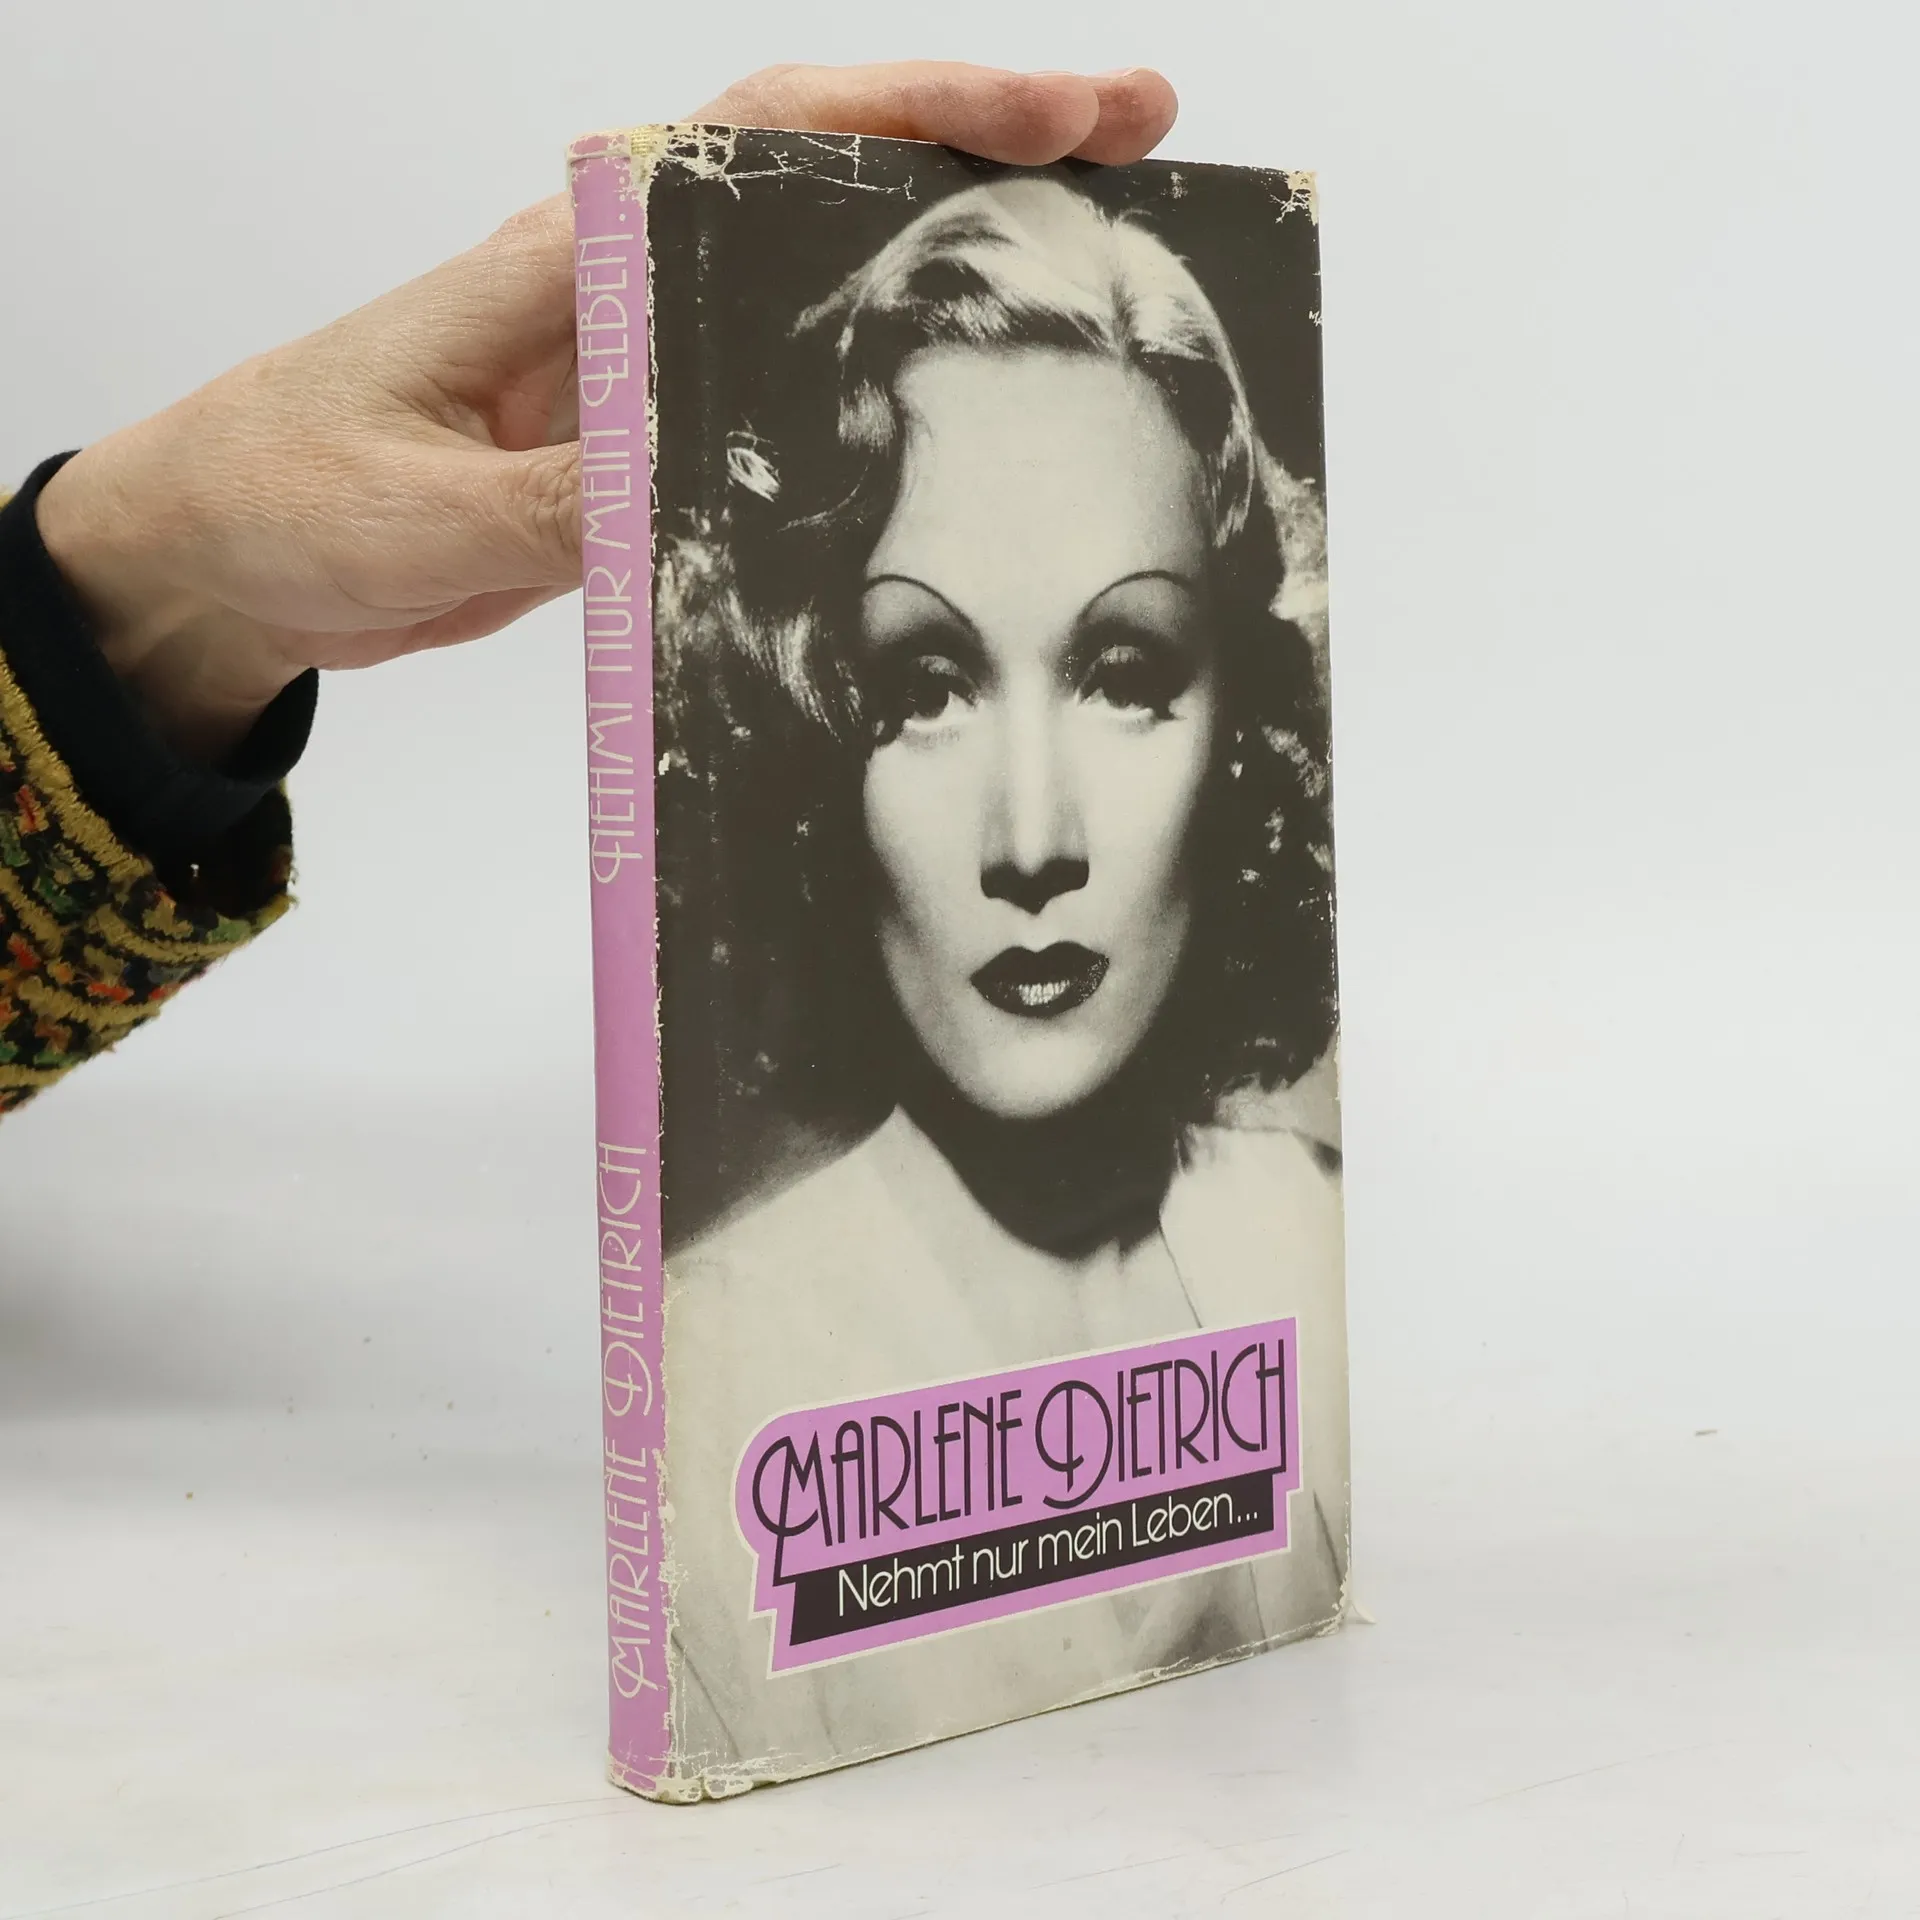 NEHMT NUR MEIN LEBEN...
MARLENE DIETRICH
MARLENE DIETRICH
Nehmt nur mein Leben...